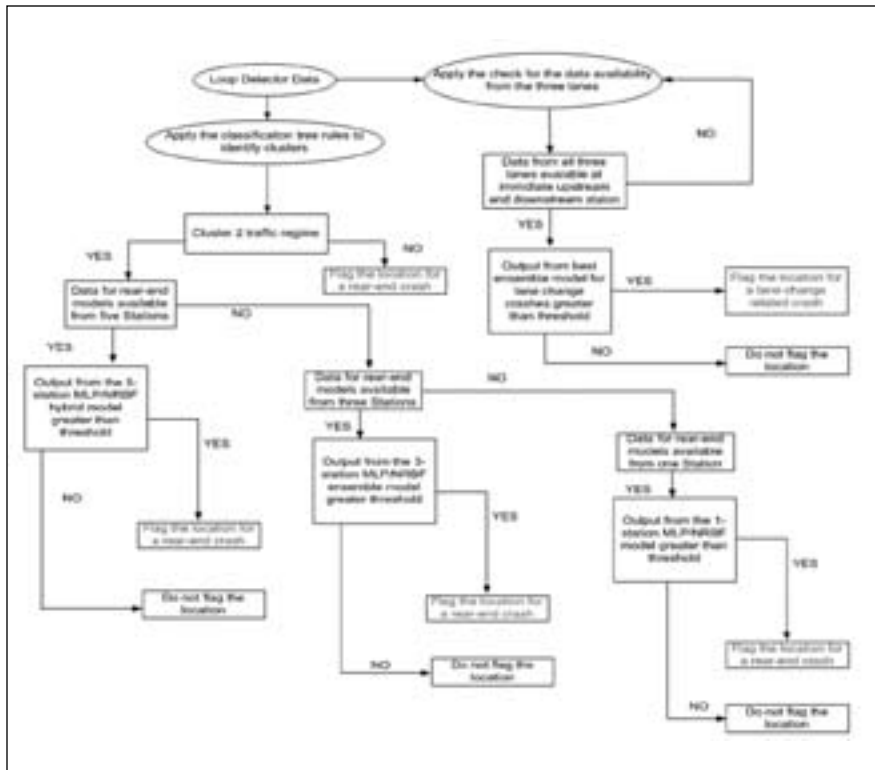 Loop Detector Data
Apply the check for the data availability
from the three lanes
Apply the classification tree rules to
identify clusters
NO
Data from all three
lanes available at
immediate upstream
and downstream station
Cluster 2 traffic regime
YES
NO
YES
Flag the location for
a rear-end crash
Output from best
ensemble model for
lane-change
crashes greater
than threshold
YES
Flag the location for
a lane-change
related crash
Data for rear-end
models available
from five Stations
NO
YES
NO
Do not flag the
location
Output from the 5-
station MLP/NRBF
hybrid model
greater than
threshold
Data for rear-end
models available
from three Stations
NO
YES
YES
Data for rear-end
models available
from one Station
Output from the 3-
station MLP/NRBF
ensemble model
greater threshold
NO
YES
YES
Output from the 1-
station MLP/NRBF
model greater than
threshold
Flag the location for
a rear-end crash
YES
Do not flag the
location
Flag the location for
a rear-end crash
Flag the location for
a rear-end crash
NO
Do not flag the
location
NO
Do not flag the
location